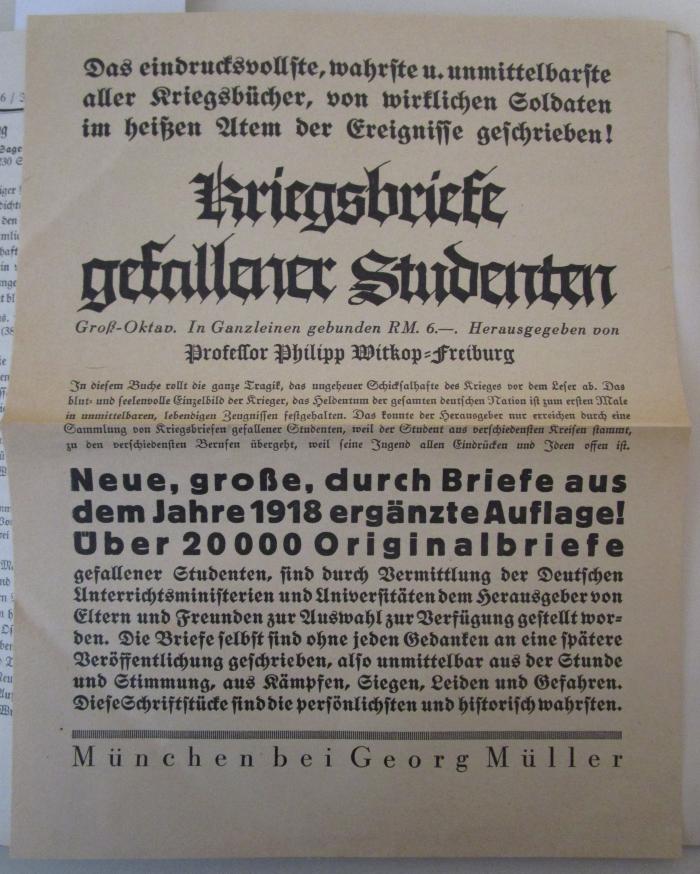 Das eindrucksvollste, wahrste u. unmittelbarste
aller Kriegsbücher, von wirklichen Soldaten
im heißen Atem der Ereignisse geschrieben!
Kriegsbriefe
gefallener Studenten
Groß-Oktav. In Ganzleinen gebunden RM. 6.—. Herausgegeben von
Professor Philipp Witkop-Freiburg
In diesem Buche rollt die ganze Tragik, das ungeheuer Schicksalhafte des Krieges vor dem Leser ab. Das
blut- und seelenvolle Einzelbild der Krieger, das Heldentum der gesamten deutschen Nation ist zum ersten Male
in unmittelbaren, lebendigen Zeugnissen festgehalten. Das konnte der Herausgeber nur erreichen durch eine
Sammlung von Kriegsbriefen gefallener Studenten, weil der Student aus verschiedensten Kreisen stammt,
zu den verschiedensten Berufen übergeht, weil seine Jugend allen Eindrücken und Ideen offen ist.
Neue, große, durch Briefe aus
dem Jahre 1918 ergänzte Auflage!
Über 20000 Originalbriefe
gefallener Studenten, sind durch Vermittlung der Deutschen
Unterrichtsministerien und Universitäten dem Herausgeber von
Eltern und Freunden zur Auswahl zur Verfügung gestellt wor-
den. Die Briefe selbst sind ohne jeden Gedanken an eine spätere
Veröffentlichung geschrieben, also unmittelbar aus der Stunde
und Stimmung, aus Kämpfen, Siegen, Leiden und Gefahren.
Diese Schriftstücke sind die persönlichsten und historisch wahrsten.
München bei Georg Müller